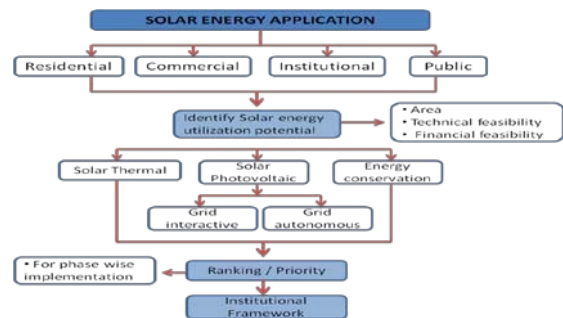 SOLAR ENERGY APPLICATION
Residential
Commercial
Institutional
Public
Identify Solar energy
utilization potential
• Area
• Technical feasibility
• Financial feasibility
Solar Thermal
Solar
Photovoltaic
Energy
conservation
Grid
interactive
Grid
autonomous
• For phase wise
implementation
Ranking / Priority
Institutional
Framework